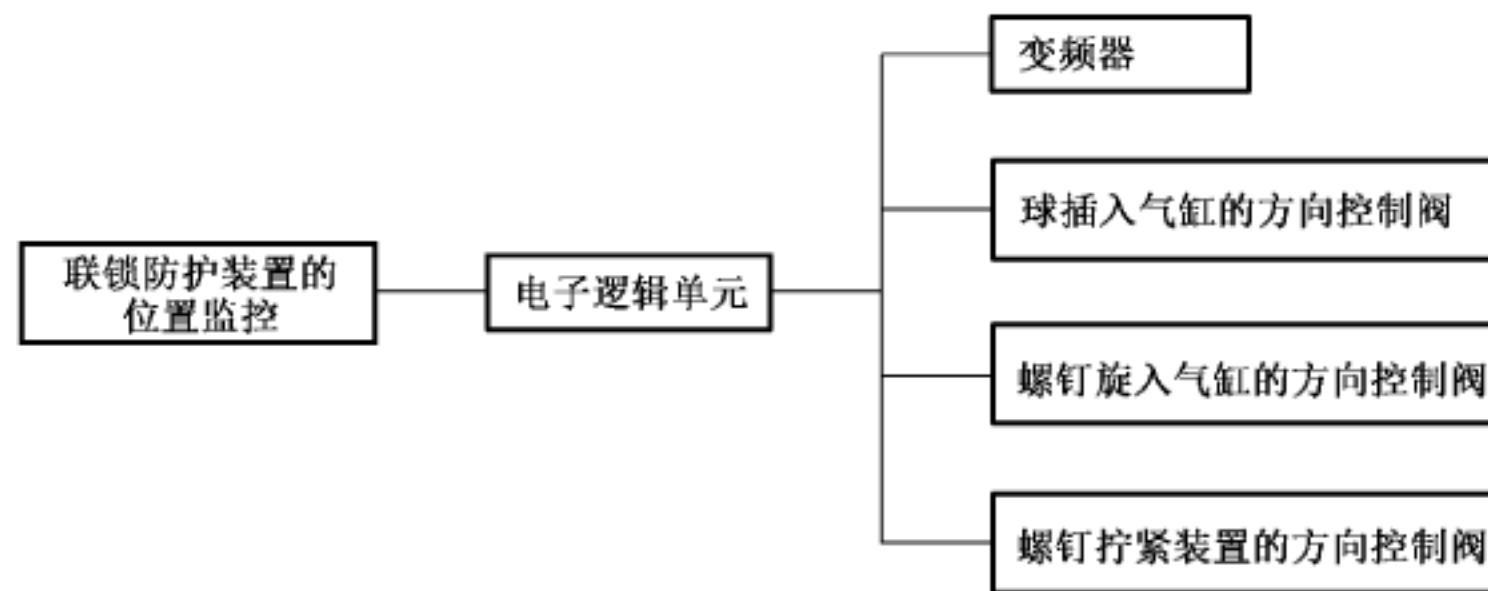 变频器
球插入气缸的方向控制阀
联锁防护装置的
位置监控
电子逻辑单元
螺钉旋入气缸的方向控制阀
螺钉拧紧装置的方向控制阀